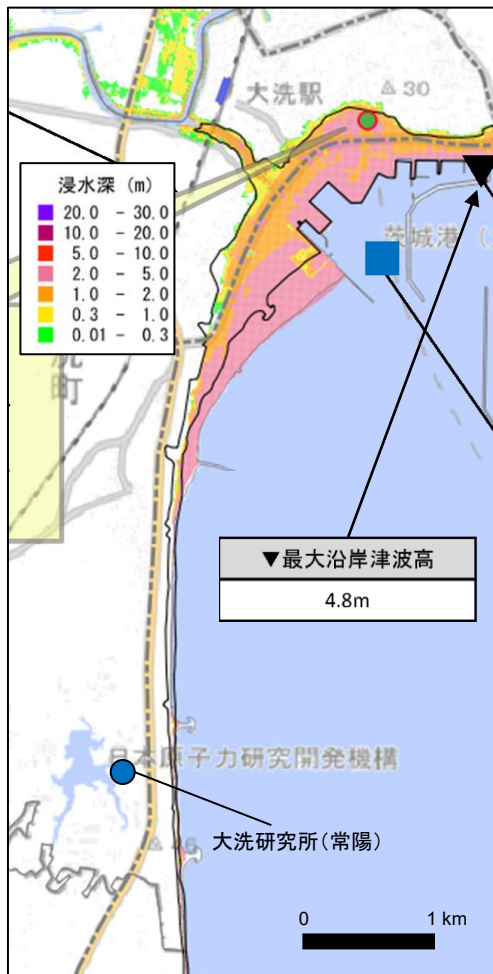 大洗駅
30
浸水深 (m)
20.0 - 30.0
10.0 - 20.0
5.0 - 10.0
2.0 - 5.0
1.0 - 2.0
0.3 - 1.0
0.01 - 0.3
茨城港
町
▼最大沿岸津波高
4.8m
日本原子力研究開発機構
大洗研究所(常陽)
0 1 km